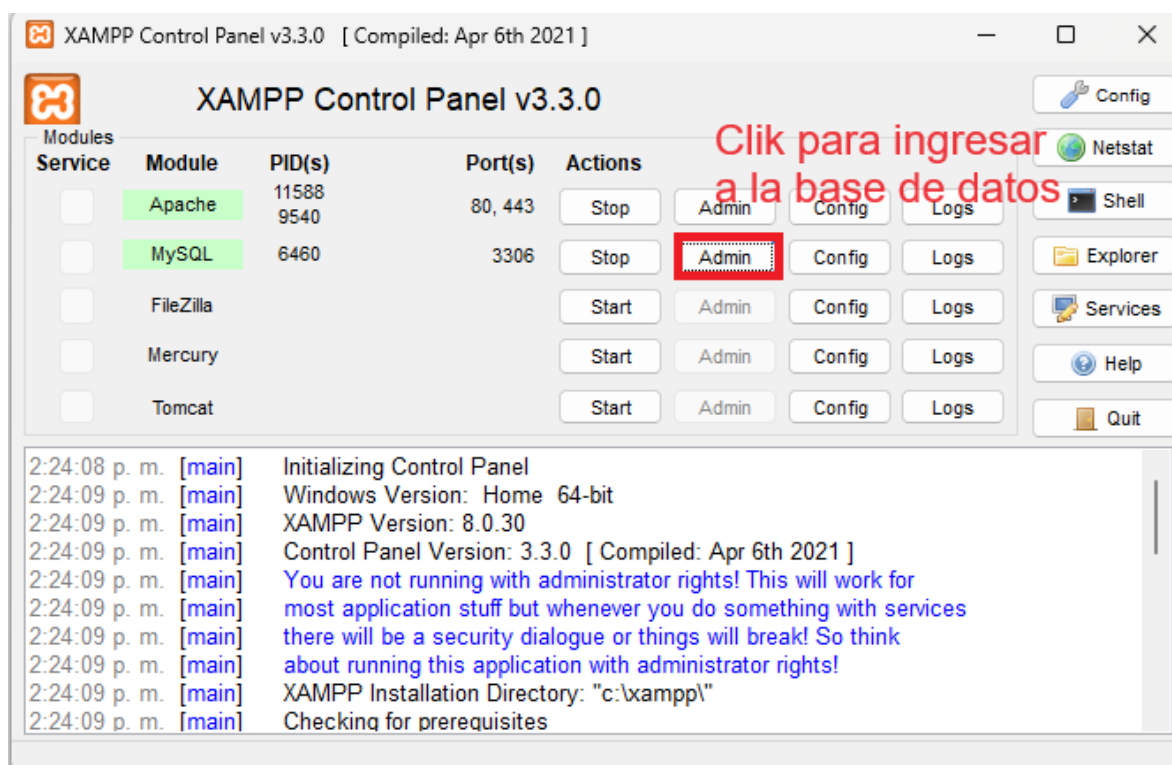 XAMPP Control Panel v3.3.0 [ Compiled: Apr 6th 2021 ]
XAMPP Control Panel v3.3.0
Config
Modules
Service Module PID(s) Port(s) Actions
Clik para ingresar
a la base de datos
Netstat
Apache 11588 9540 80, 443 Stop Admin Config Logs
Shell
MySQL 6460 3306 Stop Admin Config Logs
Explorer
FileZilla Start Admin Config Logs
Services
Mercury Start Admin Config Logs
Help
Tomcat Start Admin Config Logs
Quit
2:24:08 p. m. [main] Initializing Control Panel
2:24:09 p. m. [main] Windows Version: Home 64-bit
2:24:09 p. m. [main] XAMPP Version: 8.0.30
2:24:09 p. m. [main] Control Panel Version: 3.3.0 [ Compiled: Apr 6th 2021 ]
2:24:09 p. m. [main] You are not running with administrator rights! This will work for
2:24:09 p. m. [main] most application stuff but whenever you do something with services
2:24:09 p. m. [main] there will be a security dialogue or things will break! So think
2:24:09 p. m. [main] about running this application with administrator rights!
2:24:09 p. m. [main] XAMPP Installation Directory: "c:\xampp\"
2:24:09 p. m. [main] Checking for prerequisites